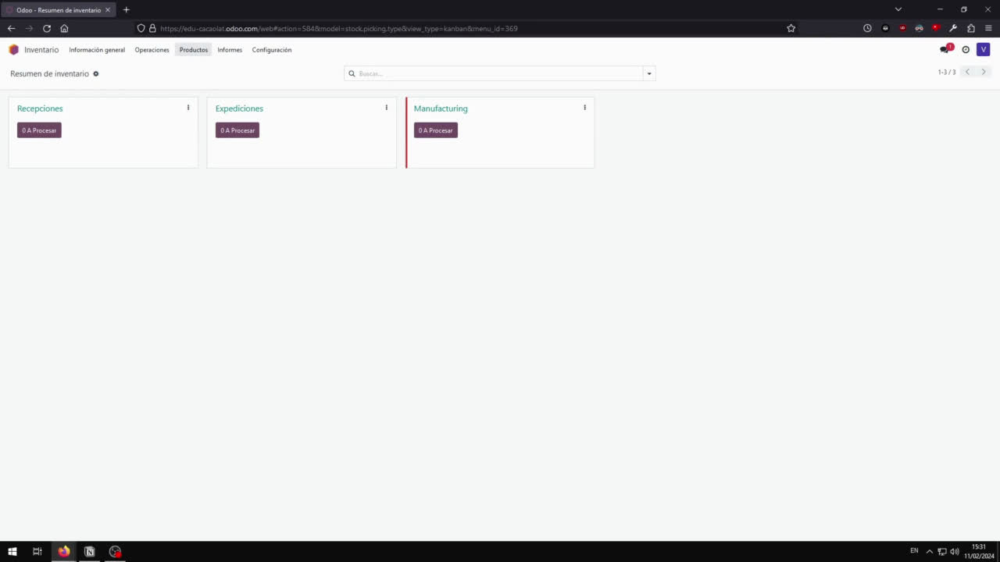 Odoo - Resumen de inventario
https://edu-cacaolat.odoo.com/web#action=584&model=stock.picking.type&view_type=kanban&menu_id=369
Inventario Información general Operaciones Productos Informes Configuración
1
V
Resumen de inventario
Buscar...
1-3 / 3
Recepciones
0 A Procesar
Expediciones
0 A Procesar
Manufacturing
0 A Procesar
EN
15:31
11/02/2024